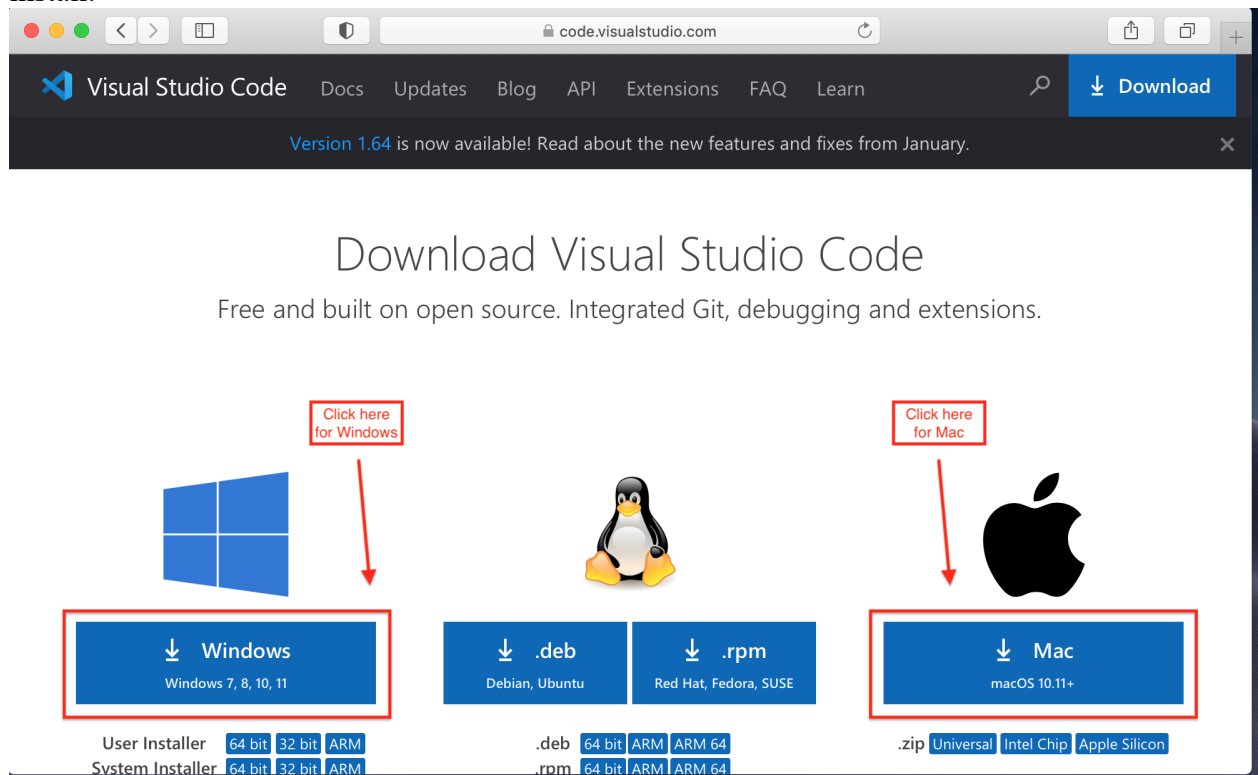 install.
code.visualstudio.com
Visual Studio Code Docs Updates Blog API Extensions FAQ Learn Download
Version 1.64 is now available! Read about the new features and fixes from January.
Download Visual Studio Code
Free and built on open source. Integrated Git, debugging and extensions.
Click here
for Windows
Click here
for Mac
Windows
Windows 7, 8, 10, 11
.deb
Debian, Ubuntu
.rpm
Red Hat, Fedora, SUSE
Mac
macOS 10.11+
User Installer 64 bit 32 bit ARM
System Installer 64 bit 32 bit ARM
.deb 64 bit ARM ARM 64
.rpm 64 bit ARM ARM 64
.zip Universal Intel Chip Apple Silicon